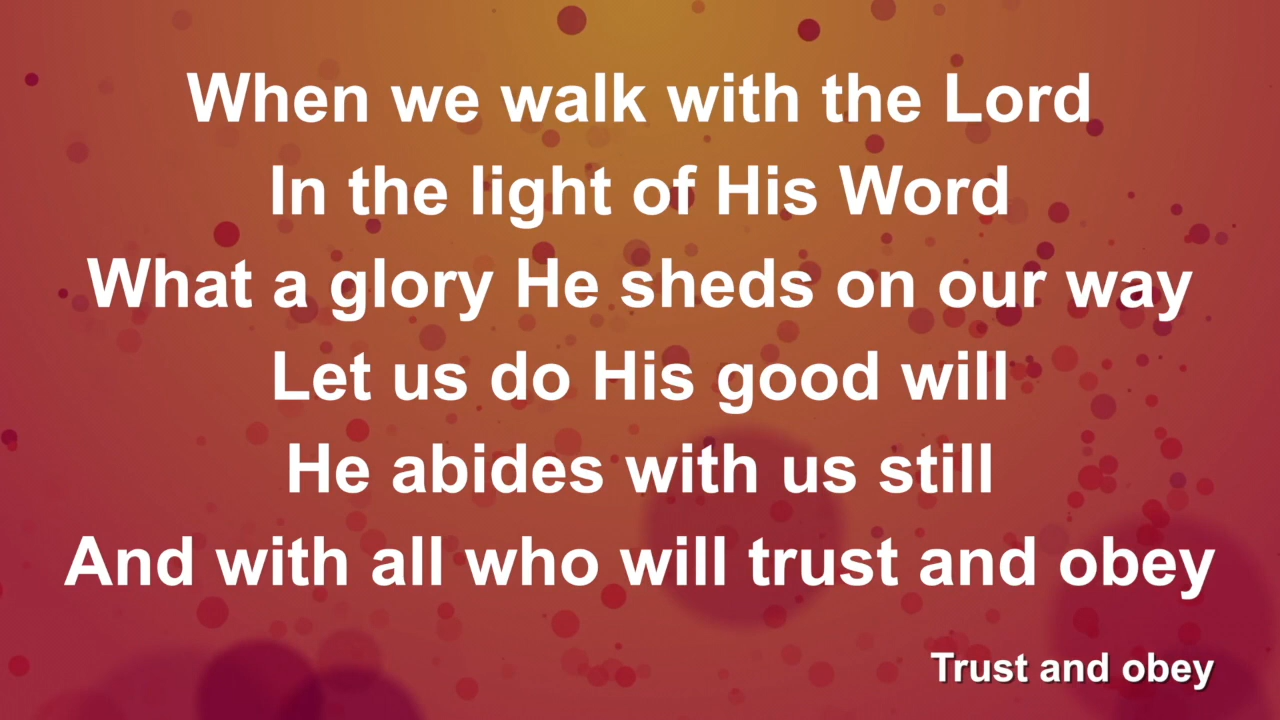 When we walk with the Lord
In the light of His Word
What a glory He sheds on our way
Let us do His good will
He abides with us still
And with all who will trust and obey
Trust and obey